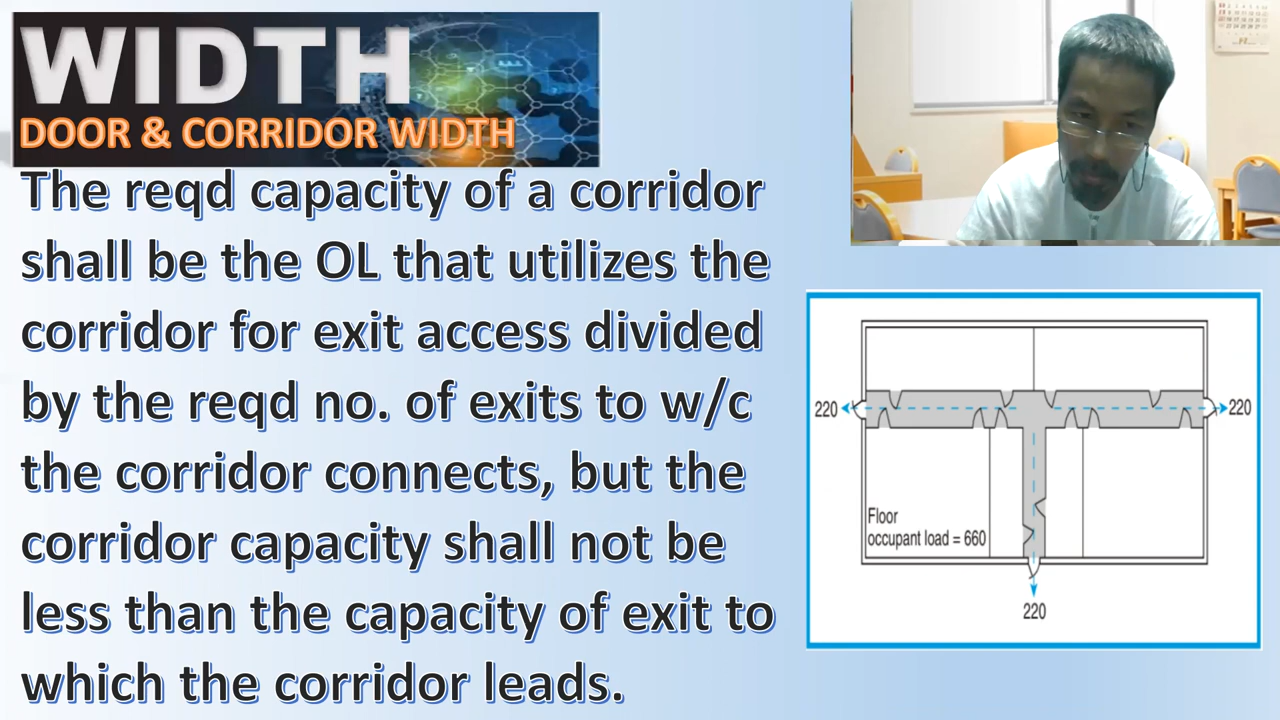 WIDTH
DOOR & CORRIDOR WIDTH
The reqd capacity of a corridor
shall be the OL that utilizes the
corridor for exit access divided
by the reqd no. of exits to w/c
the corridor connects, but the
corridor capacity shall not be
less than the capacity of exit to
which the corridor leads.
220
220
Floor
occupant load = 660
220